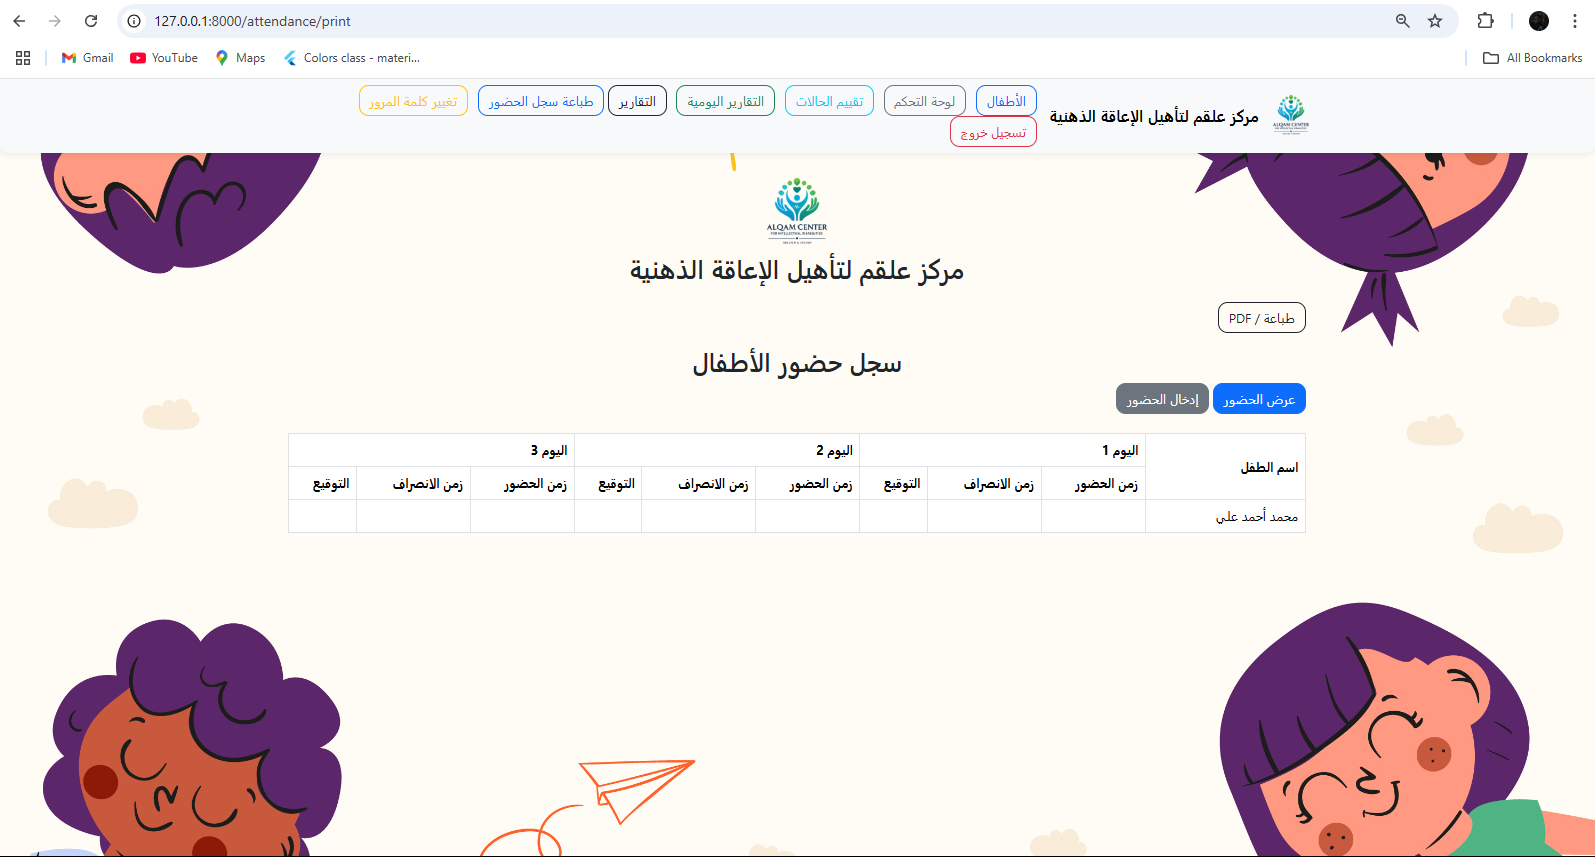 127.0.0.1:8000/attendance/print
Gmail YouTube Maps Colors class - materi... All Bookmarks
مركز علقم لتأهيل الإعاقة الذهنية الأطفال لوحة التحكم تقييم الحالات التقارير اليومية التقارير طباعة سجل الحضور تغيير كلمة المرور
تسجيل خروج
ALQAM CENTER
FOR INTELLECTUAL DISABILITIES
مركز علقم لتأهيل الإعاقة الذهنية
طباعة / PDF
سجل حضور الأطفال
عرض الحضور إدخال الحضور
اسم الطفل اليوم 1 اليوم 2 اليوم 3
زمن الحضور زمن الانصراف التوقيع زمن الحضور زمن الانصراف التوقيع زمن الحضور زمن الانصراف التوقيع
محمد أحمد علي